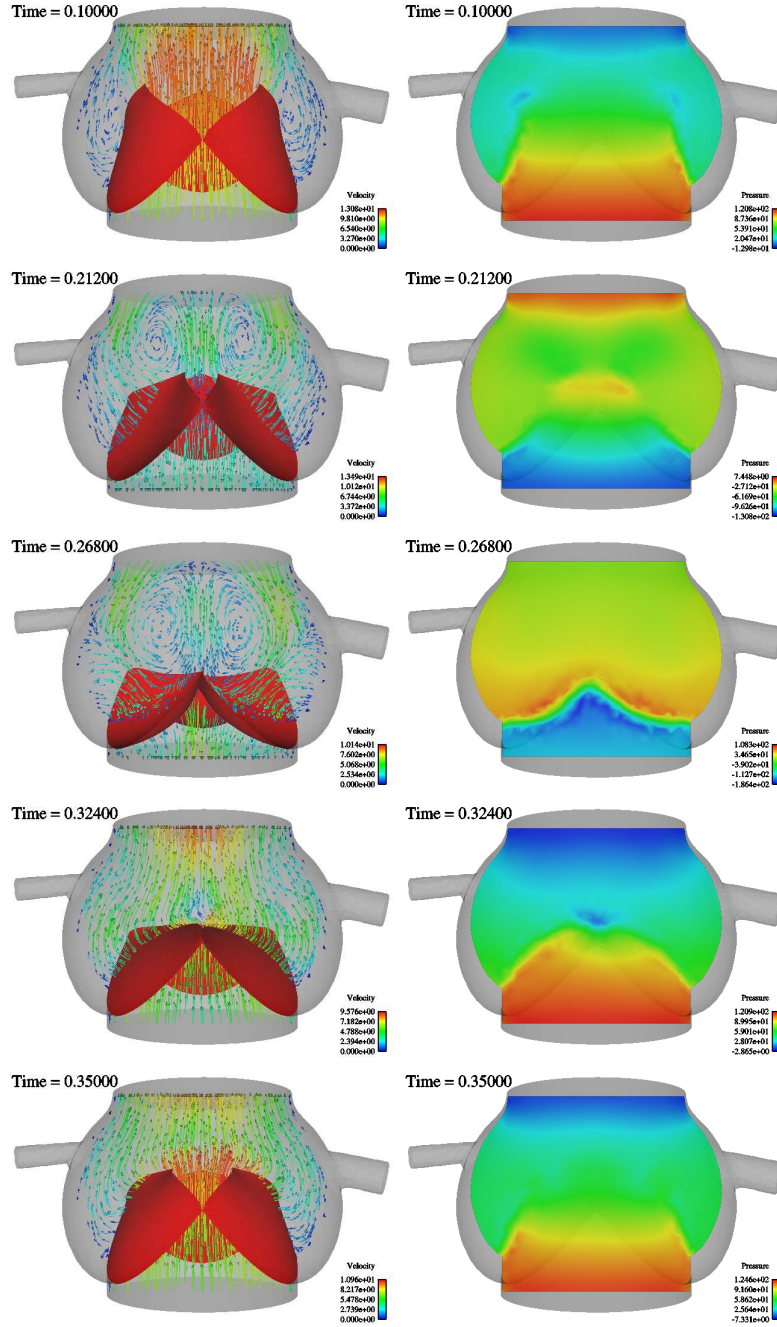 Time = 0.10000
Velocity
1.308e+01
9.810e+00
6.540e+00
3.270e+00
0.000e+00
Time = 0.10000
Pressure
1.208e+02
8.736e+01
5.391e+01
2.047e+01
-1.298e+01
Time = 0.21200
Velocity
1.349e+01
1.012e+01
6.744e+00
3.372e+00
0.000e+00
Time = 0.21200
Pressure
7.448e+00
-2.712e+01
-6.169e+01
-9.626e+01
-1.308e+02
Time = 0.26800
Velocity
1.014e+01
7.602e+00
5.068e+00
2.534e+00
0.000e+00
Time = 0.26800
Pressure
1.083e+02
3.465e+01
-3.902e+01
-1.127e+02
-1.864e+02
Time = 0.32400
Velocity
9.576e+00
7.182e+00
4.788e+00
2.394e+00
0.000e+00
Time = 0.32400
Pressure
1.209e+02
8.995e+01
5.901e+01
2.807e+01
-2.865e+00
Time = 0.35000
Velocity
1.096e+01
8.217e+00
5.478e+00
2.739e+00
0.000e+00
Time = 0.35000
Pressure
1.246e+02
9.160e+01
5.862e+01
2.564e+01
-7.331e+00